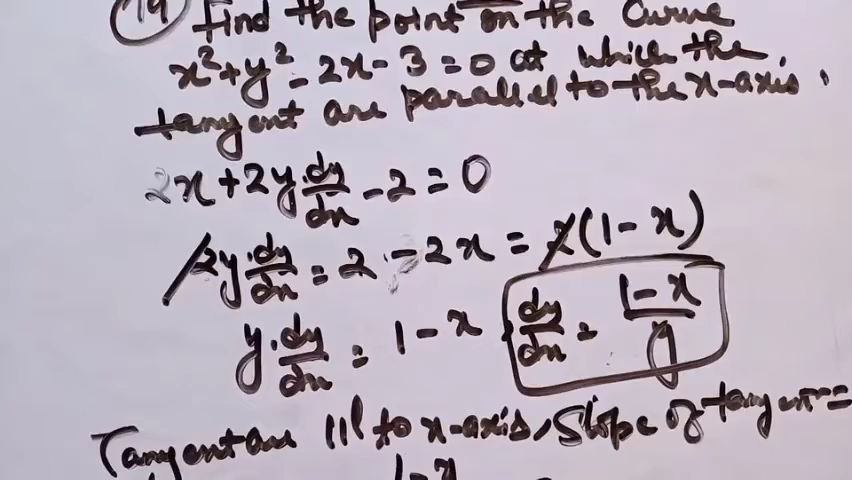 19 Find the point on the Curve
x²+y²-2x-3=0 at which the
tangent are parallel to the x-axis.
2x+2y.dy/dx-2=0
2y.dy/dx=2-2x=2(1-x)
y.dy/dx=1-x dy/dx=1-x/y
Tangent are 11l to x-axis, Slope of tangent=
1-x